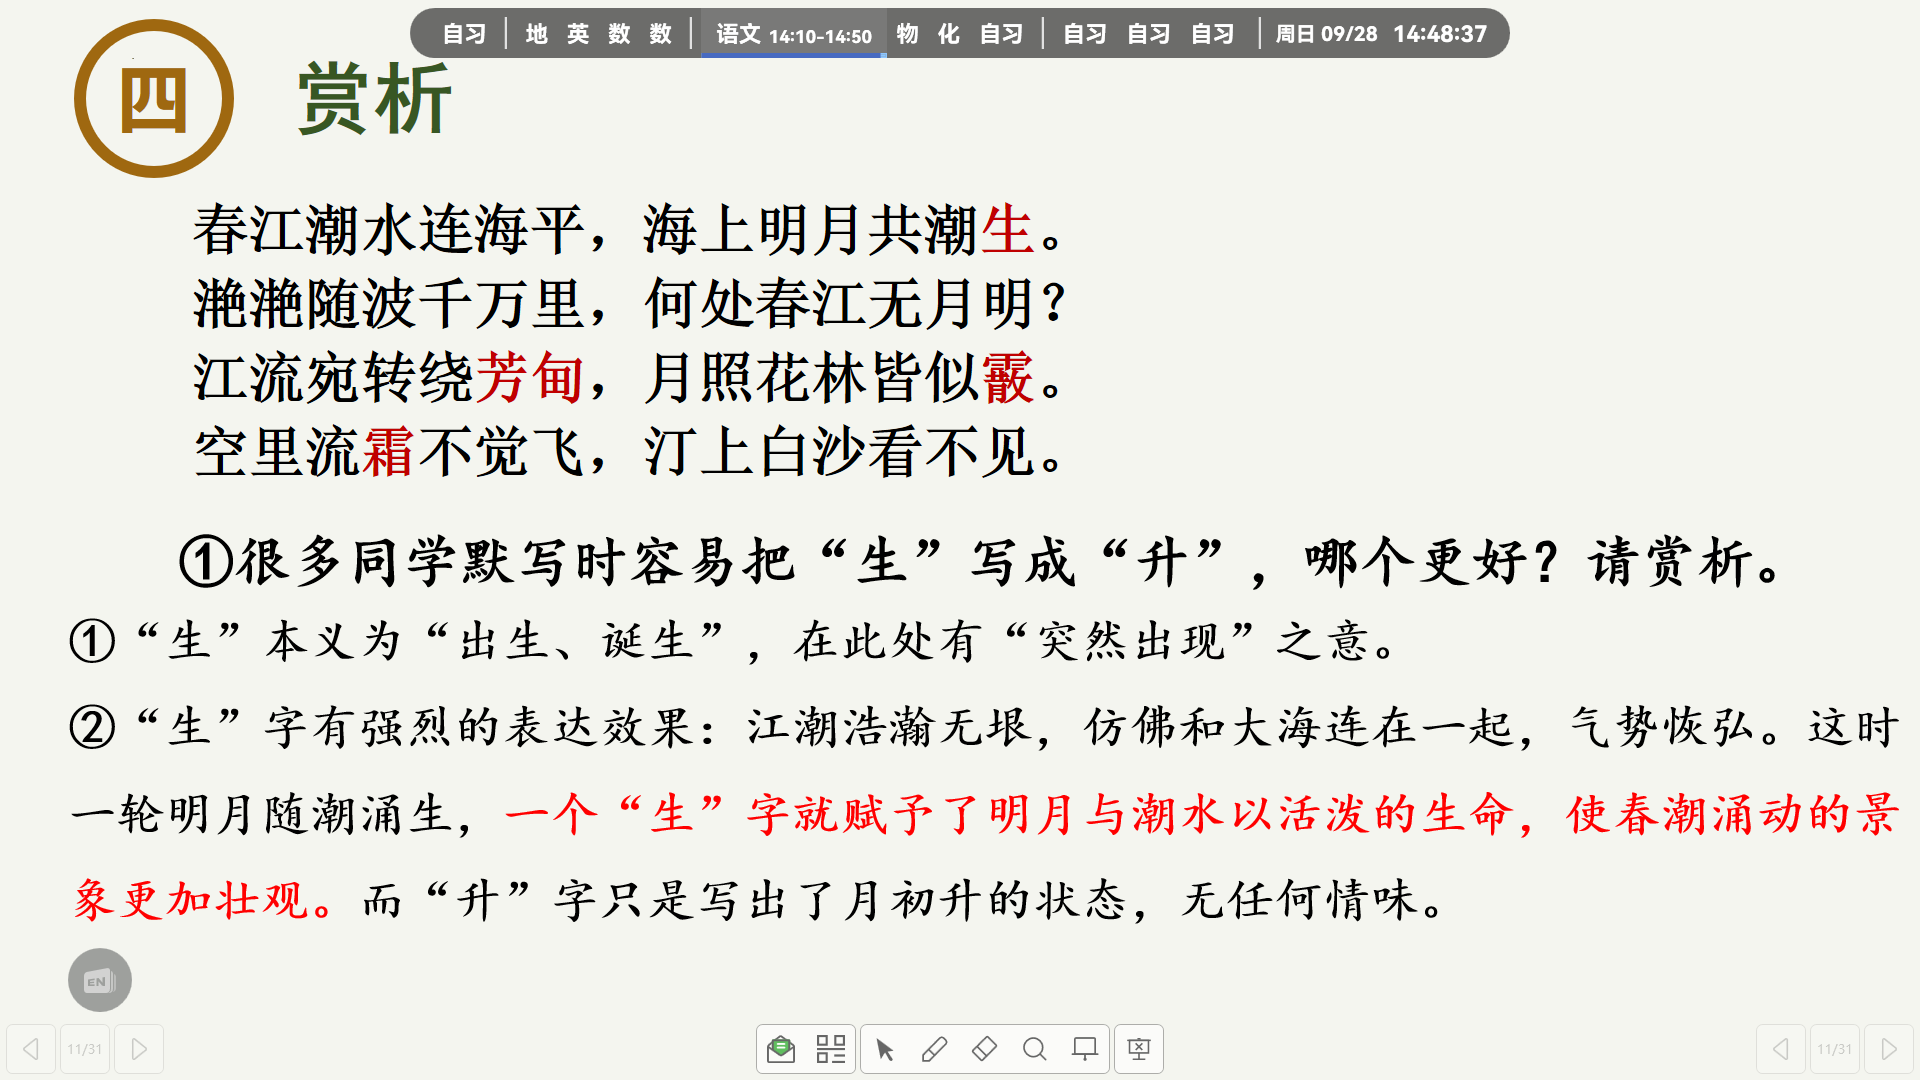 自习 | 地 英 数 数 | 语文 14:10-14:50 物 化 自习 | 自习 自习 自习 | 周日 09/28 14:48:37
四 赏析
春江潮水连海平，海上明月共潮生。
滟滟随波千万里，何处春江无月明？
江流宛转绕芳甸，月照花林皆似霰。
空里流霜不觉飞，汀上白沙看不见。
①很多同学默写时容易把“生”写成“升”，哪个更好？请赏析。
①“生”本义为“出生、诞生”，在此处有“突然出现”之意。
②“生”字有强烈的表达效果：江潮浩瀚无垠，仿佛和大海连在一起，气势恢弘。这时
一轮明月随潮涌生，一个“生”字就赋予了明月与潮水以活泼的生命，使春潮涌动的景
象更加壮观。而“升”字只是写出了月初升的状态，无任何情味。
EN
11/31 11/31